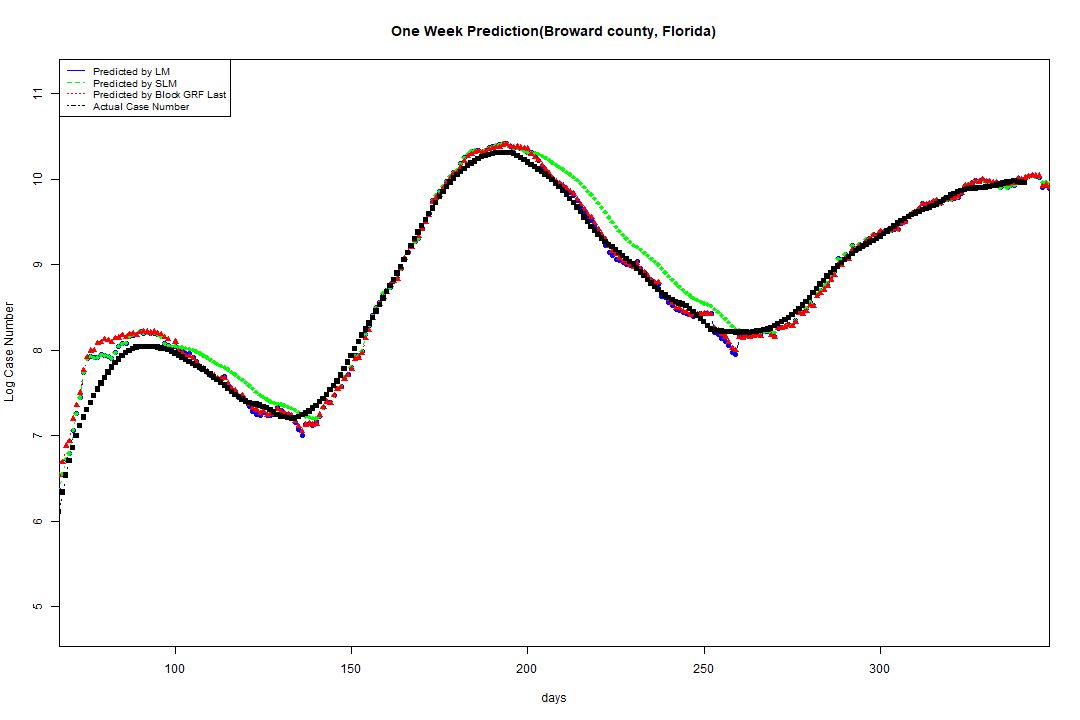 One Week Prediction(Broward county, Florida)
Predicted by LM
Predicted by SLM
Predicted by Block GRF Last
Actual Case Number
11
10
9
8
7
6
5
Log Case Number
100
150
200
250
300
days